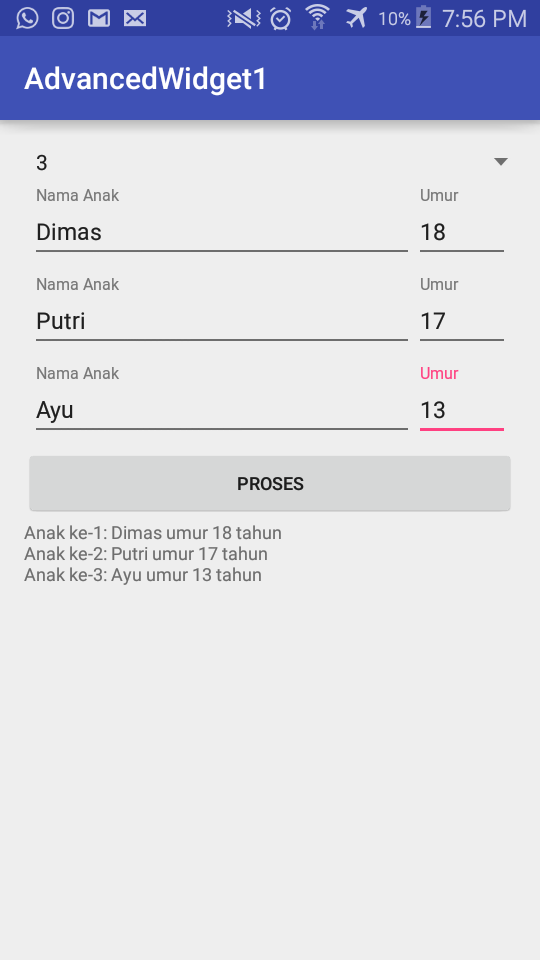 10% 7:56 PM
AdvancedWidget1
3
Nama Anak Umur
Dimas 18
Nama Anak Umur
Putri 17
Nama Anak Umur
Ayu 13
PROSES
Anak ke-1: Dimas umur 18 tahun
Anak ke-2: Putri umur 17 tahun
Anak ke-3: Ayu umur 13 tahun